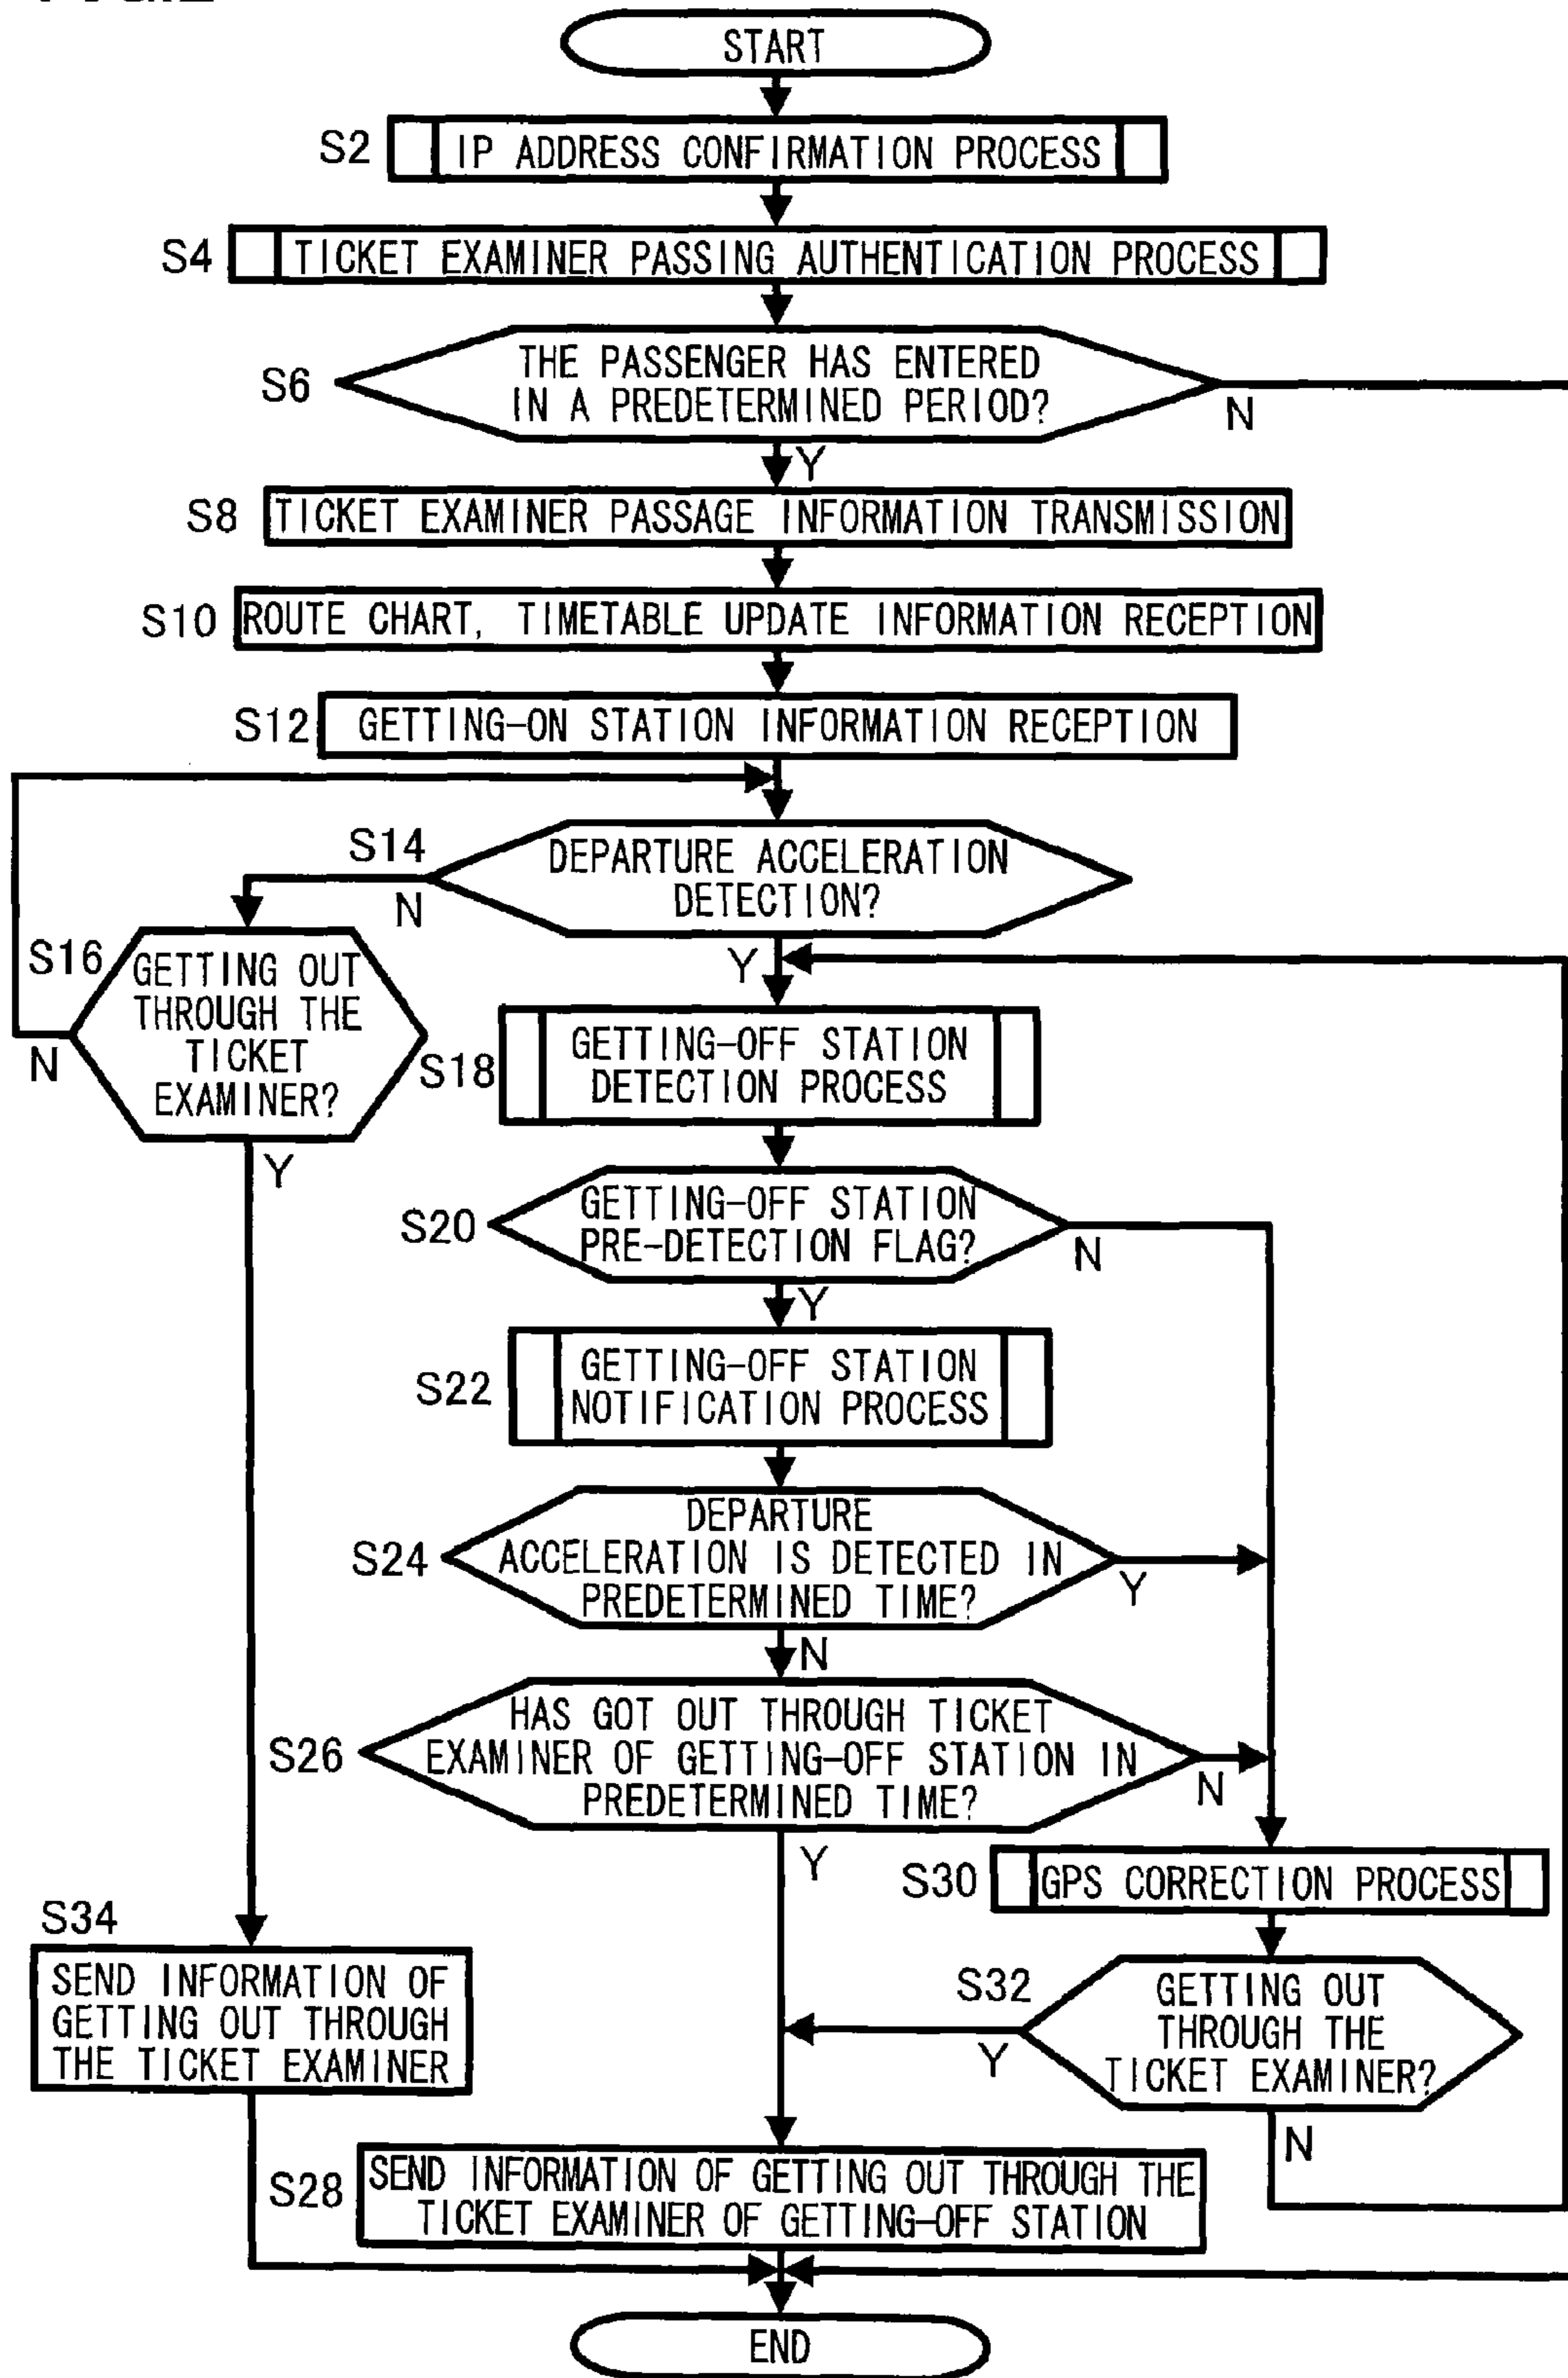 START
S2
IP ADDRESS CONFIRMATION PROCESS
S4
TICKET EXAMINER PASSING AUTHENTICATION PROCESS
S6
THE PASSENGER HAS ENTERED
IN A PREDETERMINED PERIOD?
N
Y
S8
TICKET EXAMINER PASSAGE INFORMATION TRANSMISSION
S10
ROUTE CHART, TIMETABLE UPDATE INFORMATION RECEPTION
S12
GETTING-ON STATION INFORMATION RECEPTION
S14
DEPARTURE ACCELERATION
DETECTION?
N
Y
S16
GETTING OUT
THROUGH THE
TICKET
EXAMINER?
N
Y
S18
GETTING-OFF STATION
DETECTION PROCESS
S20
GETTING-OFF STATION
PRE-DETECTION FLAG?
N
Y
S22
GETTING-OFF STATION
NOTIFICATION PROCESS
S24
DEPARTURE
ACCELERATION IS DETECTED IN
PREDETERMINED TIME?
Y
N
S26
HAS GOT OUT THROUGH TICKET
EXAMINER OF GETTING-OFF STATION IN
PREDETERMINED TIME?
N
Y
S30
GPS CORRECTION PROCESS
S34
SEND INFORMATION OF
GETTING OUT THROUGH
THE TICKET EXAMINER
S32
GETTING OUT
THROUGH THE
TICKET EXAMINER?
Y
N
S28
SEND INFORMATION OF GETTING OUT THROUGH THE
TICKET EXAMINER OF GETTING-OFF STATION
END